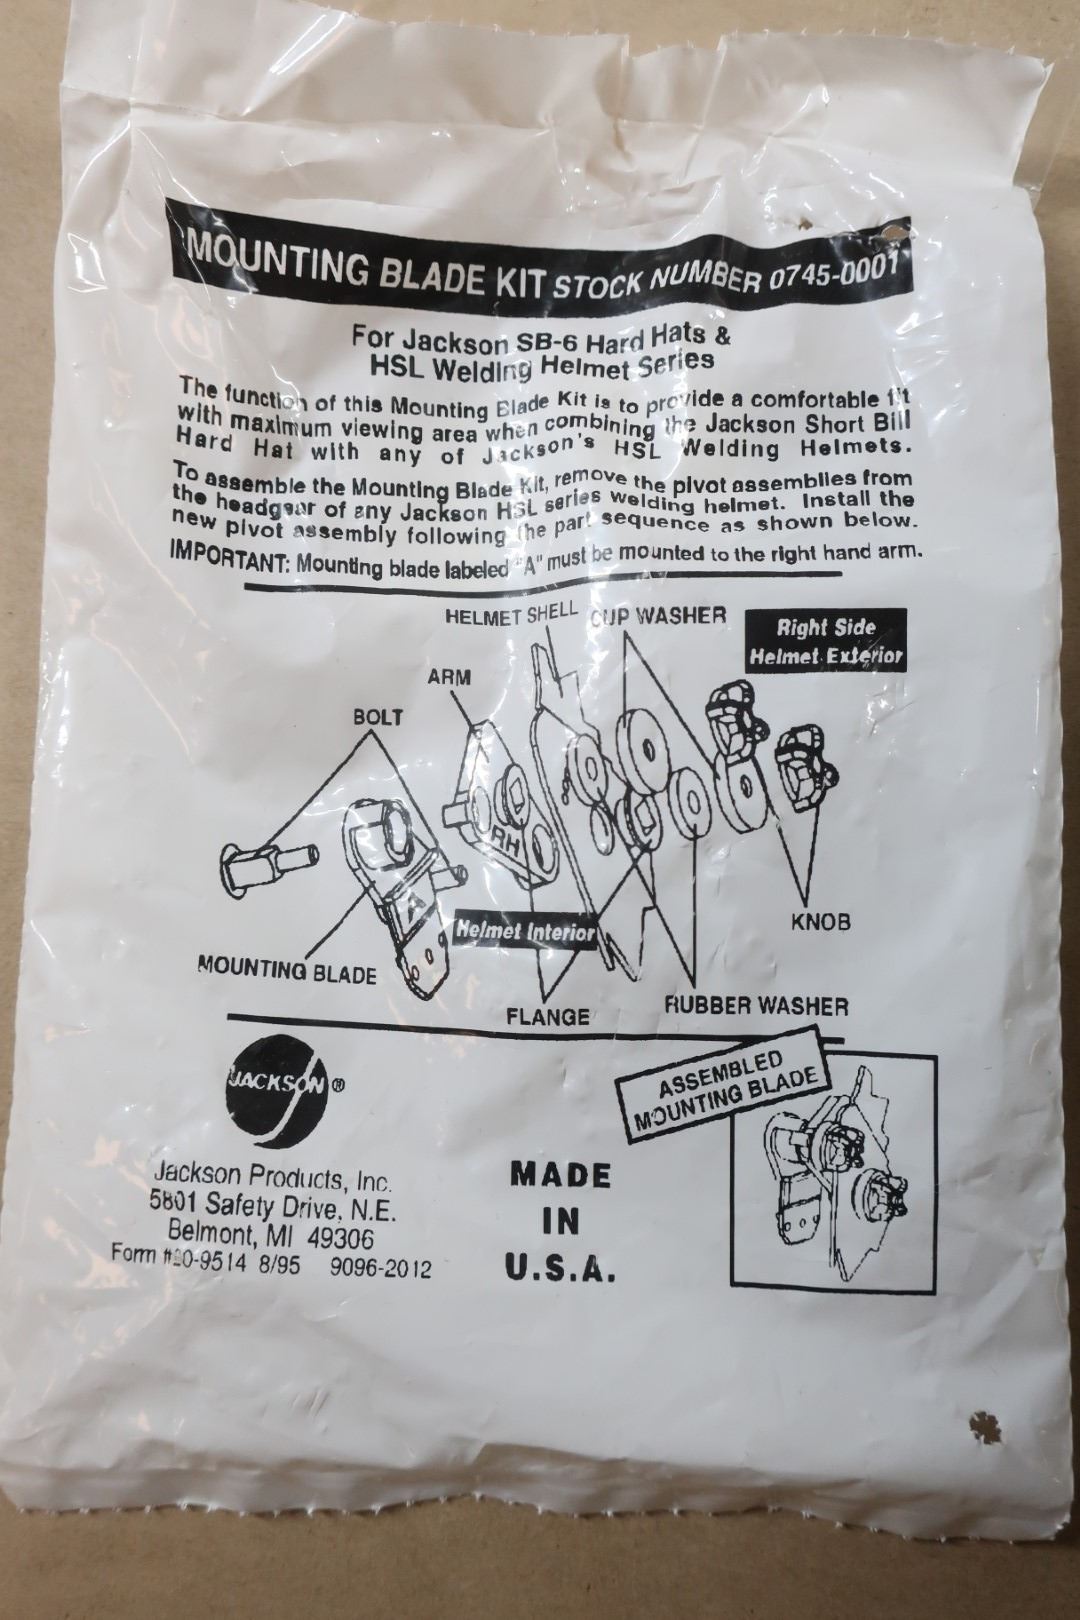 MOUNTING BLADE KIT STOCK NUMBER 0745-0001
For Jackson SB-6 Hard Hats &
HSL Welding Helmet Series
The function of this Mounting Blade Kit is to provide a comfortable fit
with maximum viewing area when combining the Jackson Short Bill
Hard Hat with any of Jackson's HSL Welding Helmets.
To assemble the Mounting Blade Kit, remove the pivot assemblies from
the headgear of any Jackson HSL series welding helmet. Install the
new pivot assembly following the part sequence as shown below.
IMPORTANT: Mounting blade labeled "A" must be mounted to the right hand arm.
HELMET SHELL
CUP WASHER
Right Side
Helmet Exterior
ARM
BOLT
RH
A
Helmet Interior
KNOB
MOUNTING BLADE
FLANGE
RUBBER WASHER
JACKSON®
ASSEMBLED
MOUNTING BLADE
Jackson Products, Inc.
5801 Safety Drive, N.E.
Belmont, MI 49306
Form #20-9514 8/95 9096-2012
MADE
IN
U.S.A.